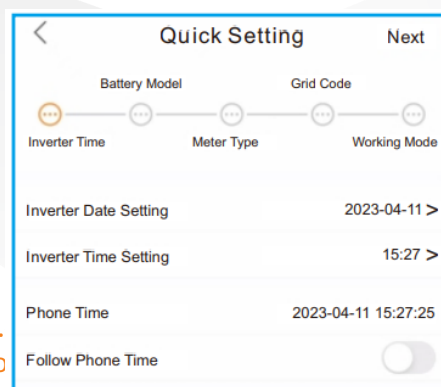 Quick Setting Next
Battery Model Grid Code
Inverter Time Meter Type Working Mode
Inverter Date Setting 2023-04-11 >
Inverter Time Setting 15:27 >
Phone Time 2023-04-11 15:27:25
Follow Phone Time